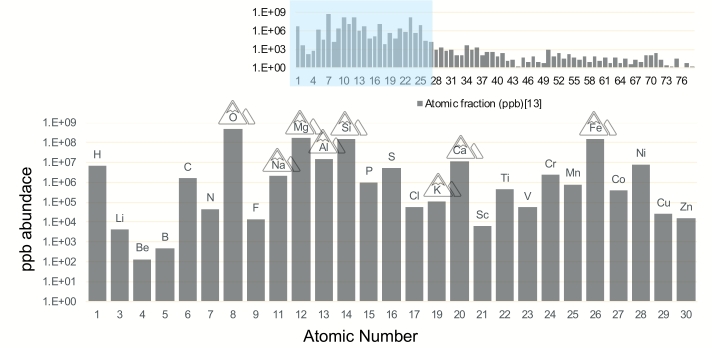 1.E+09
1.E+06
1.E+03
1.E+00
1 4 7 10 13 16 19 22 25 28 31 34 37 40 43 46 49 52 55 58 61 64 67 70 73 76
Atomic fraction (ppb)[13]
ppb abundace
1.E+09
1.E+08
1.E+07
1.E+06
1.E+05
1.E+04
1.E+03
1.E+02
1.E+01
1.E+00
H Li Be B C N O F Na Mg Al Si P S Cl K Ca Sc Ti V Cr Mn Fe Co Ni Cu Zn
1 3 4 5 6 7 8 9 11 12 13 14 15 16 17 19 20 21 22 23 24 25 26 27 28 29 30
Atomic Number